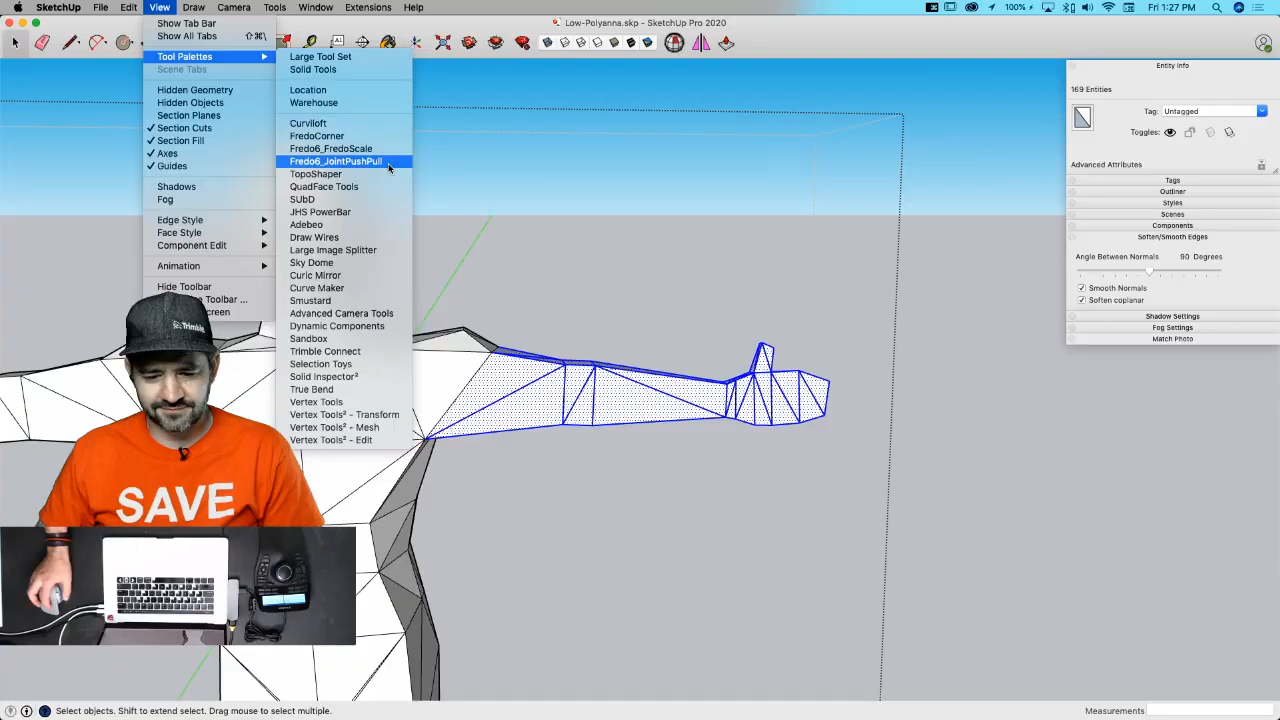 SketchUp File Edit View Draw Camera Tools Window Extensions Help
100% Fri 1:27 PM
Low-Polyanna.skp - SketchUp Pro 2020
Show Tab Bar
Show All Tabs ⇧⌘\
Tool Palettes
Scene Tabs
Hidden Geometry
Hidden Objects
Section Planes
Section Cuts
Section Fill
Axes
Guides
Shadows
Fog
Edge Style
Face Style
Component Edit
Animation
Hide Toolbar
Toolbar ...
creen
Large Tool Set
Solid Tools
Location
Warehouse
Curviloft
FredoCorner
Fredo6_FredoScale
Fredo6_JointPushPull
TopoShaper
QuadFace Tools
SUbD
JHS PowerBar
Adebeo
Draw Wires
Large Image Splitter
Sky Dome
Curic Mirror
Curve Maker
Smustard
Advanced Camera Tools
Dynamic Components
Sandbox
Trimble Connect
Selection Toys
Solid Inspector²
True Bend
Vertex Tools
Vertex Tools² - Transform
Vertex Tools² - Mesh
Vertex Tools² - Edit
Entity Info
169 Entities
Tag: Untagged
Toggles:
Advanced Attributes
Tags
Outliner
Styles
Scenes
Components
Soften/Smooth Edges
Angle Between Normals 90 Degrees
Smooth Normals
Soften coplanar
Shadow Settings
Fog Settings
Match Photo
Trimble
SAVE
Select objects. Shift to extend select. Drag mouse to select multiple.
Measurements